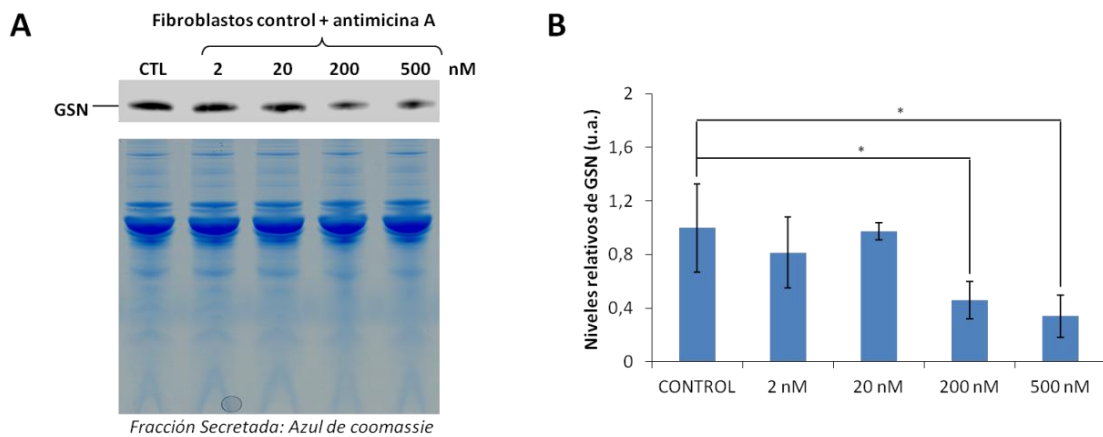 A
Fibroblastos control + antimicina A
CTL 2 20 200 500 nM
GSN
Fracción Secretada: Azul de coomassie
B
Niveles relativos de GSN (u.a.)
2
1,6
1,2
0,8
0,4
0
*
*
CONTROL 2 nM 20 nM 200 nM 500 nM